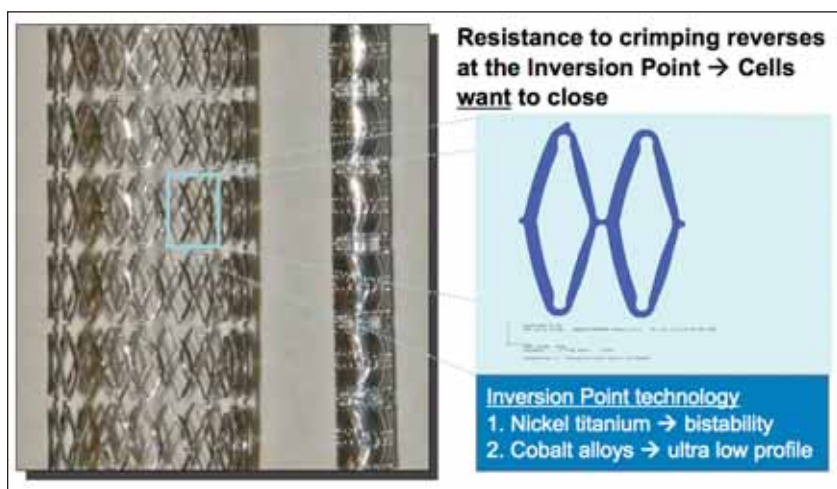 Resistance to crimping reverses
at the Inversion Point → Cells
want to close
Inversion Point technology
1. Nickel titanium → bistability
2. Cobalt alloys → ultra low profile